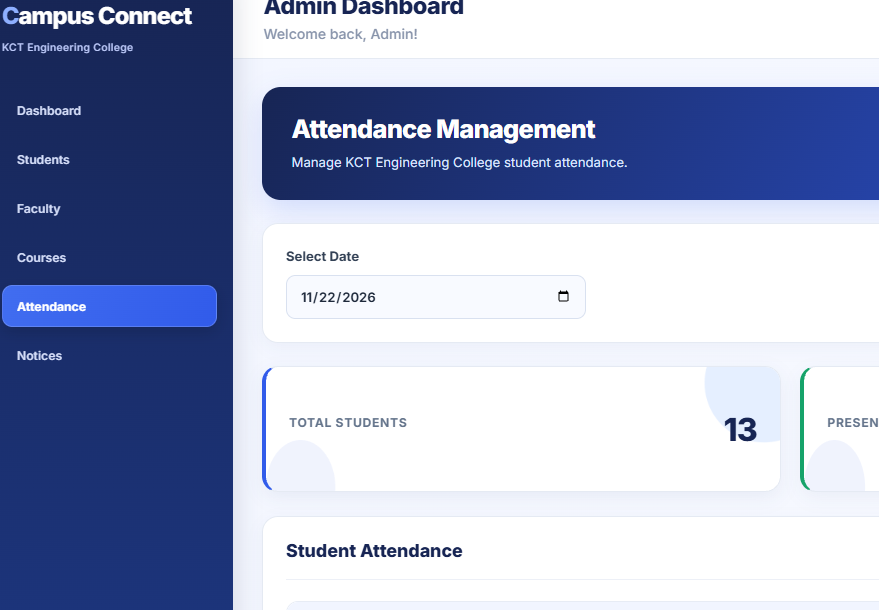 Campus Connect
KCT Engineering College
Dashboard
Students
Faculty
Courses
Attendance
Notices
Admin Dashboard
Welcome back, Admin!
Attendance Management
Manage KCT Engineering College student attendance.
Select Date
11/22/2026
TOTAL STUDENTS
13
PRESEN
Student Attendance